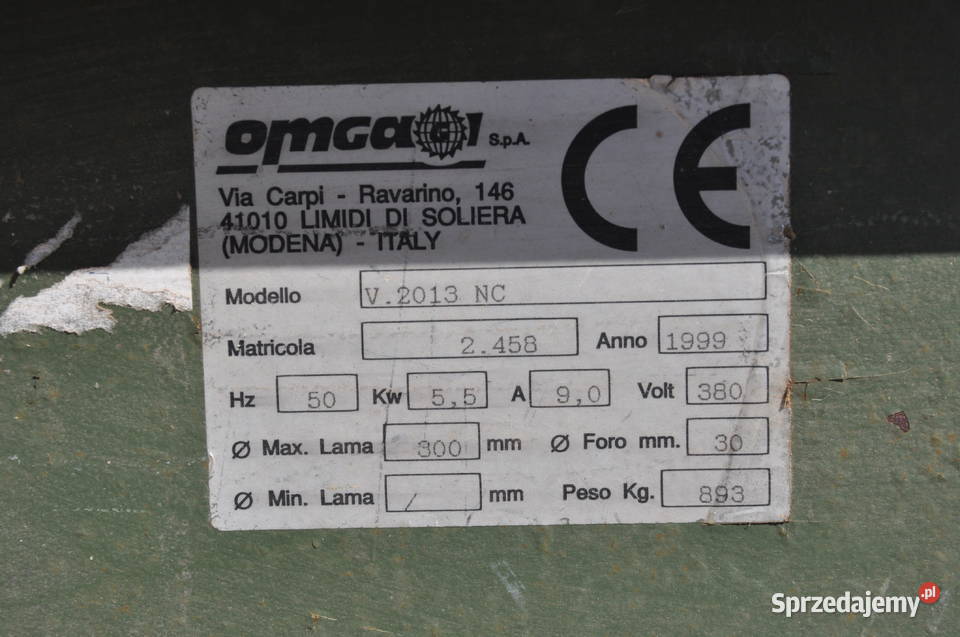 OMGA G1 S.p.A.
CE
Via Carpi - Ravarino, 146
41010 LIMIDI DI SOLIERA
(MODENA) - ITALY
Modello V.2013 NC
Matricola 2.458 Anno 1999
Hz 50 Kw 5,5 A 9,0 Volt 380
Ø Max. Lama 300 mm Ø Foro mm. 30
Ø Min. Lama / mm Peso Kg. 893
Sprzedajemy.pl